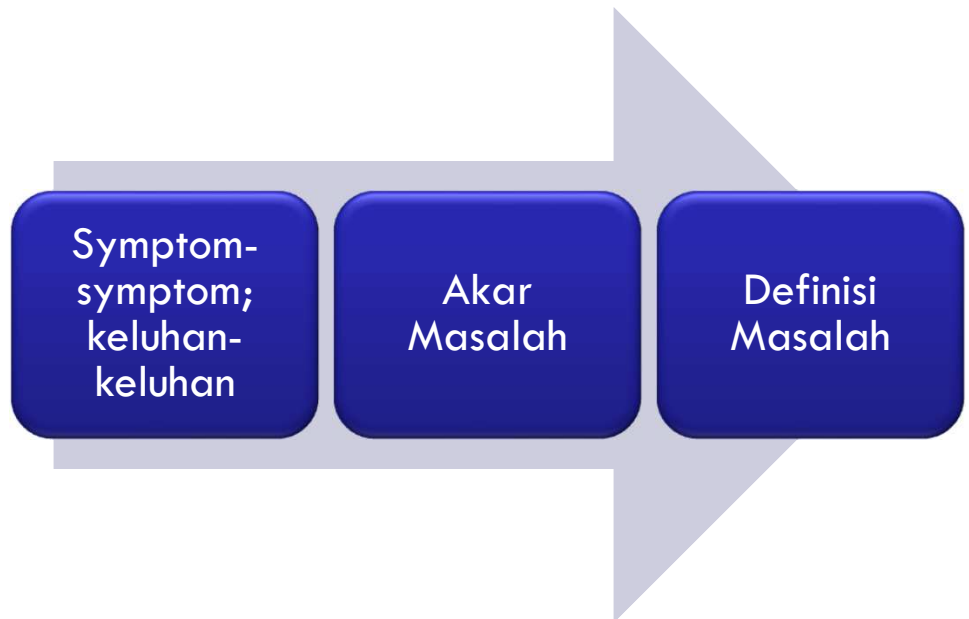 Symptom-
symptom;
keluhan-
keluhan
Akar
Masalah
Definisi
Masalah